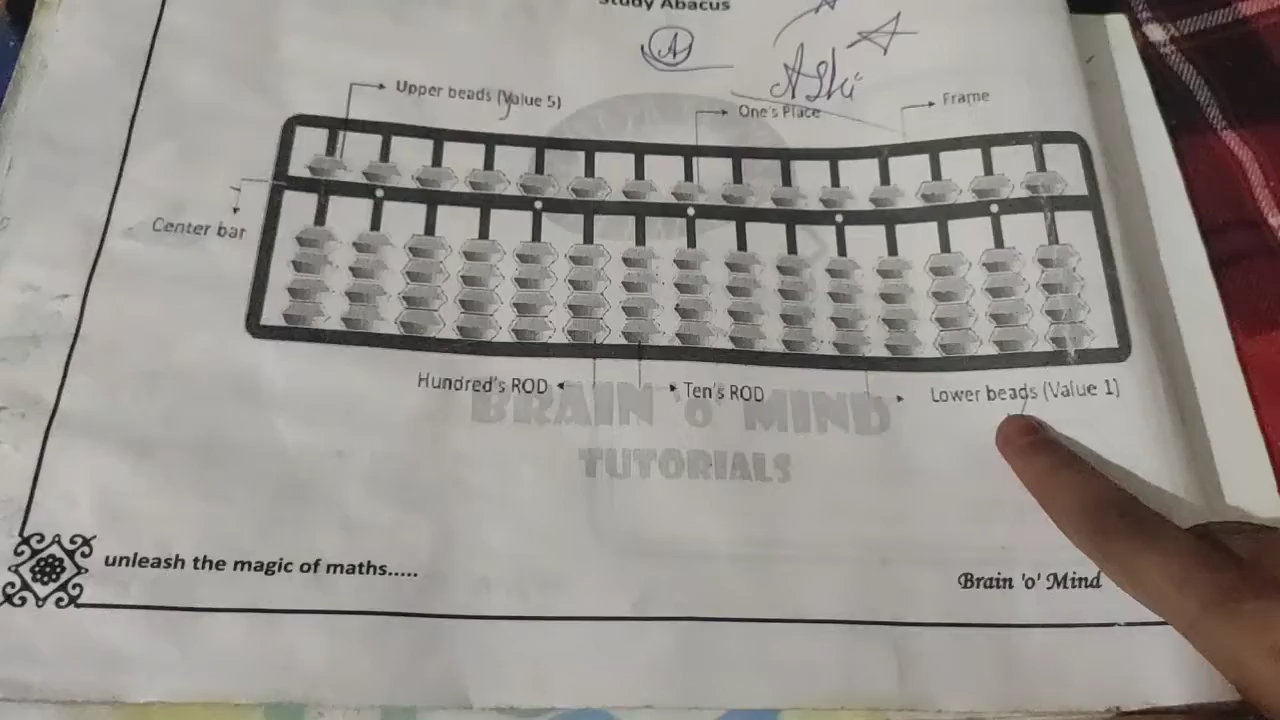 Study Abacus
A
Ashi
Upper beads (Value 5)
One's Place
Frame
Center bar
Hundred's ROD
Ten's ROD
Lower beads (Value 1)
BRAIN 'O' MIND
TUTORIALS
unleash the magic of maths.....
Brain 'o' Mind